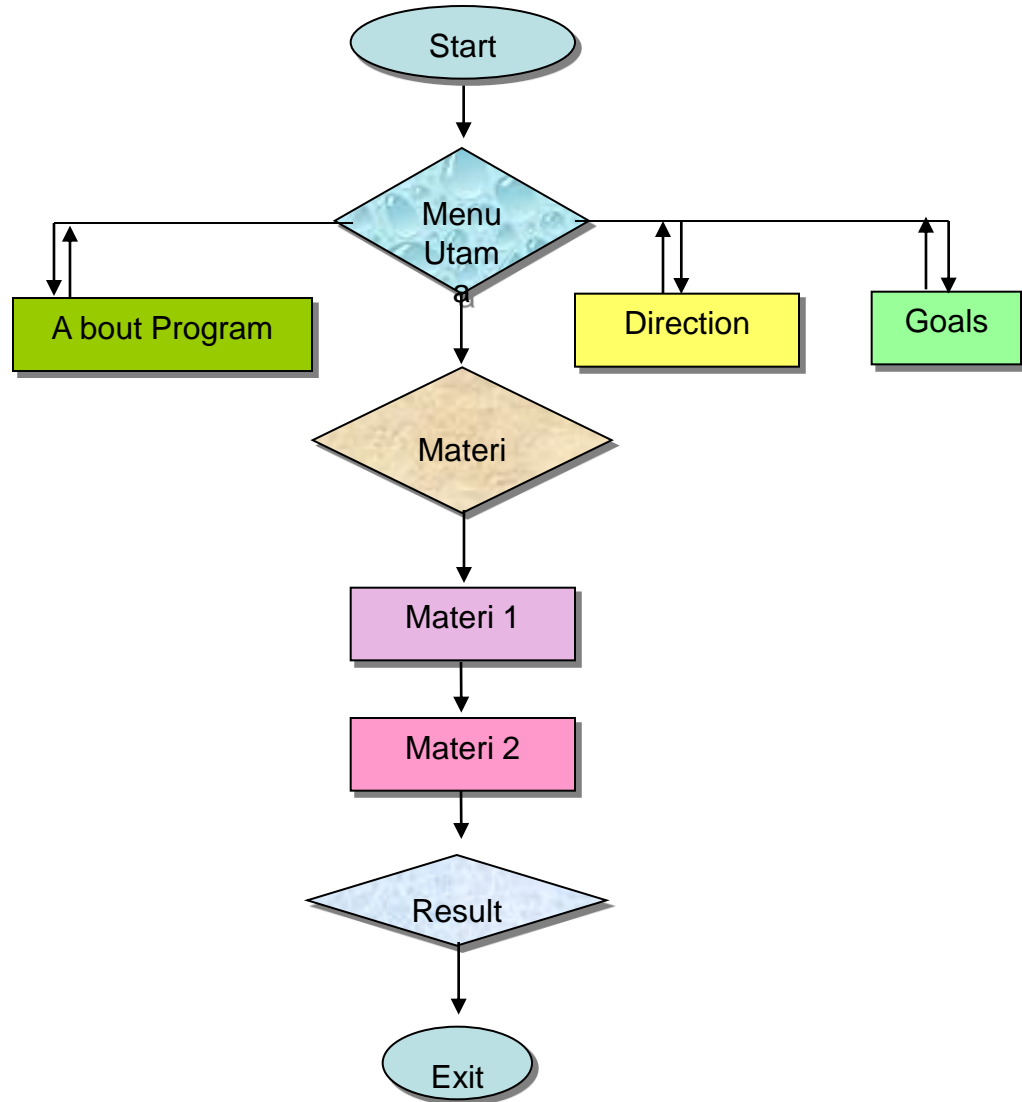 Start
Menu
Utam
a
A bout Program
Direction
Goals
Materi
Materi 1
Materi 2
Result
Exit